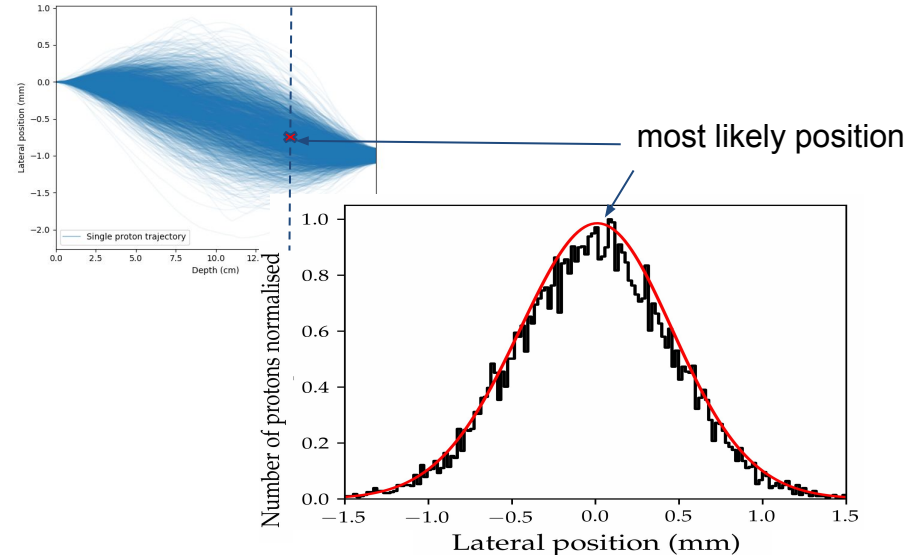 1.0
0.5
0.0
−0.5
−1.0
−1.5
−2.0
Lateral position (mm)
Single proton trajectory
0.0 2.5 5.0 7.5 10.0 12.
Depth (cm)
most likely position
1.0
0.8
0.6
0.4
0.2
0.0
Number of protons normalised
−1.5 −1.0 −0.5 0.0 0.5 1.0 1.5
Lateral position (mm)